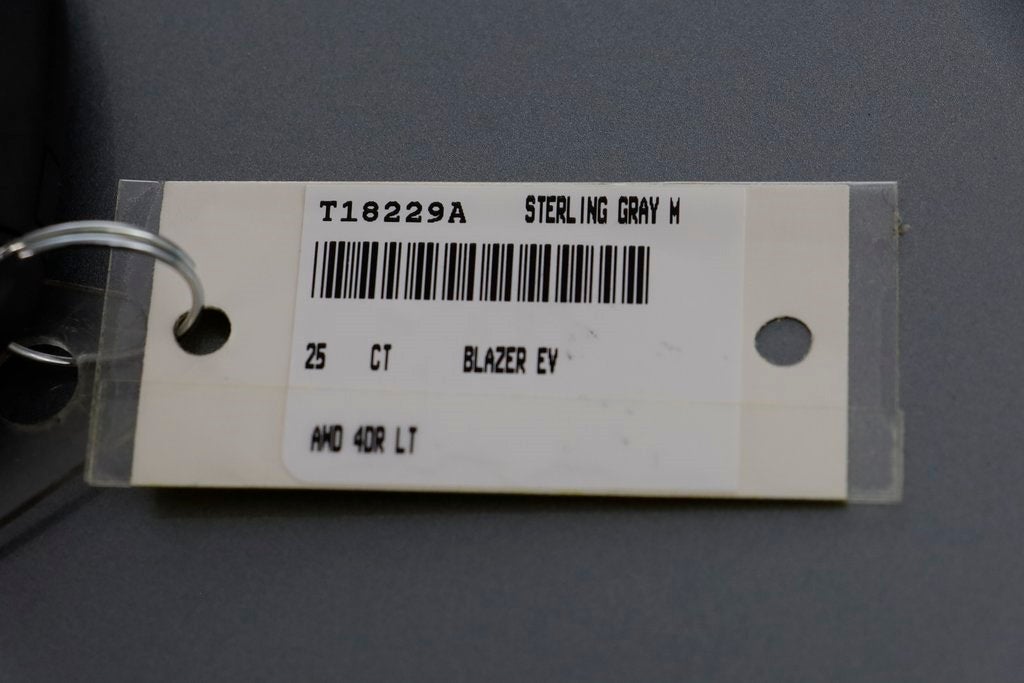 T18229A STERLING GRAY M
25 CT BLAZER EV
AWD 4DR LT